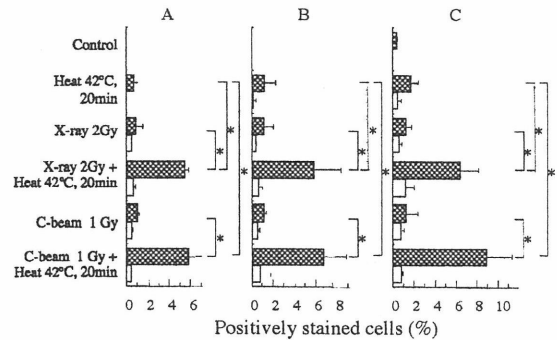 A B C
Control
Heat 42°C,
20min
X-ray 2Gy
X-ray 2Gy +
Heat 42°C, 20min
C-beam 1 Gy
C-beam 1 Gy +
Heat 42°C, 20min
* * * * *
* * * * *
* * * * *
0 2 4 6
0 2 4 6 8
0 2 4 6 8 10
Positively stained cells (%)